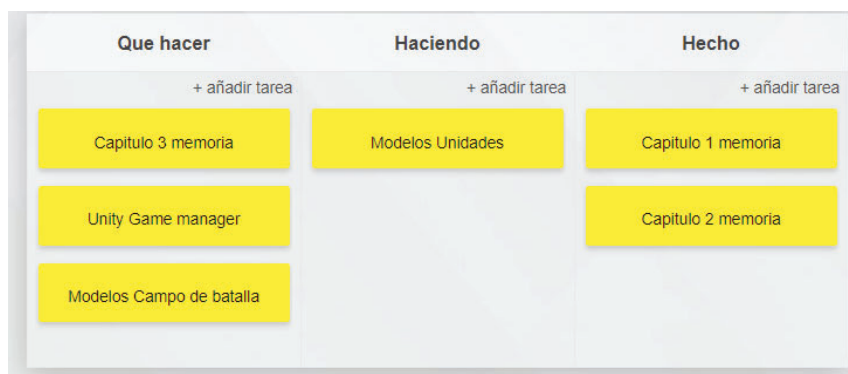 Que hacer
Haciendo
Hecho
+ añadir tarea
+ añadir tarea
+ añadir tarea
Capitulo 3 memoria
Modelos Unidades
Capitulo 1 memoria
Unity Game manager
Capitulo 2 memoria
Modelos Campo de batalla